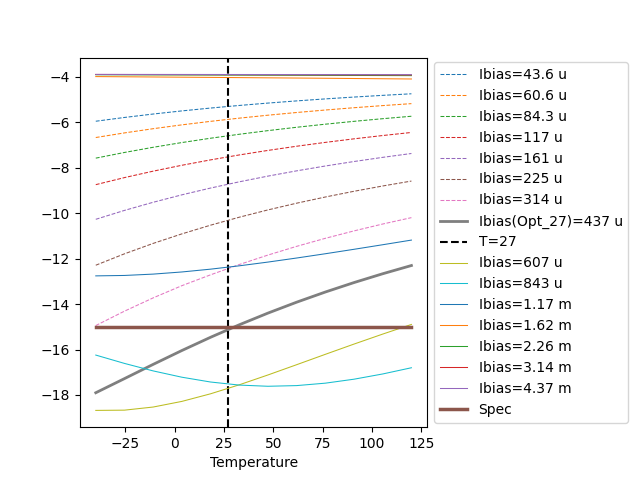 −4
−6
−8
−10
−12
−14
−16
−18
−25
0
25
50
75
100
125
Temperature
Ibias=43.6 u
Ibias=60.6 u
Ibias=84.3 u
Ibias=117 u
Ibias=161 u
Ibias=225 u
Ibias=314 u
Ibias(Opt_27)=437 u
T=27
Ibias=607 u
Ibias=843 u
Ibias=1.17 m
Ibias=1.62 m
Ibias=2.26 m
Ibias=3.14 m
Ibias=4.37 m
Spec